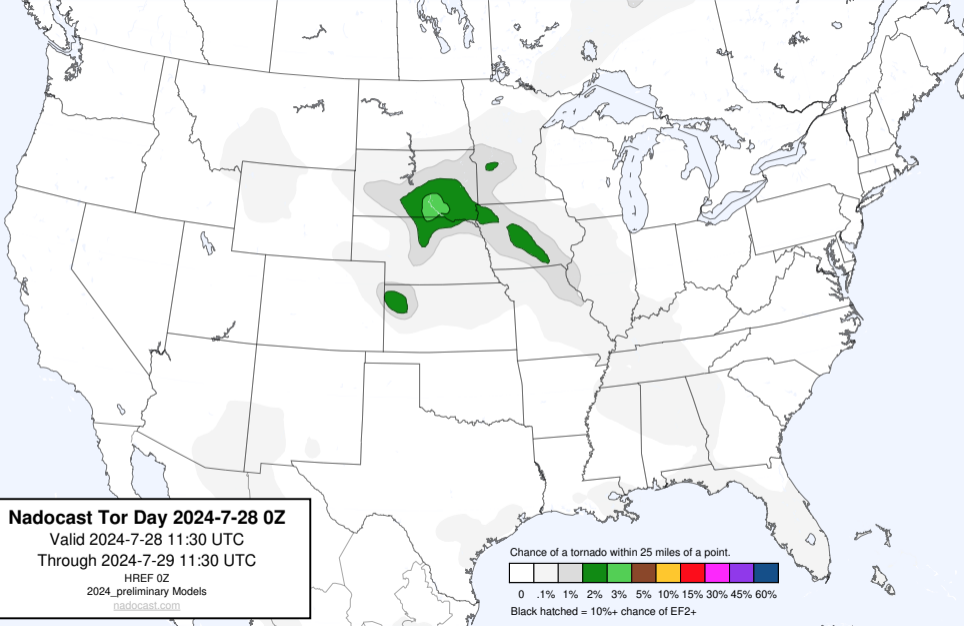 Nadocast Tor Day 2024-7-28 0Z
Valid 2024-7-28 11:30 UTC
Through 2024-7-29 11:30 UTC
HREF 0Z
2024_preliminary Models
nadocast.com
Chance of a tornado within 25 miles of a point.
0 .1% 1% 2% 3% 5% 10% 15% 30% 45% 60%
Black hatched = 10%+ chance of EF2+